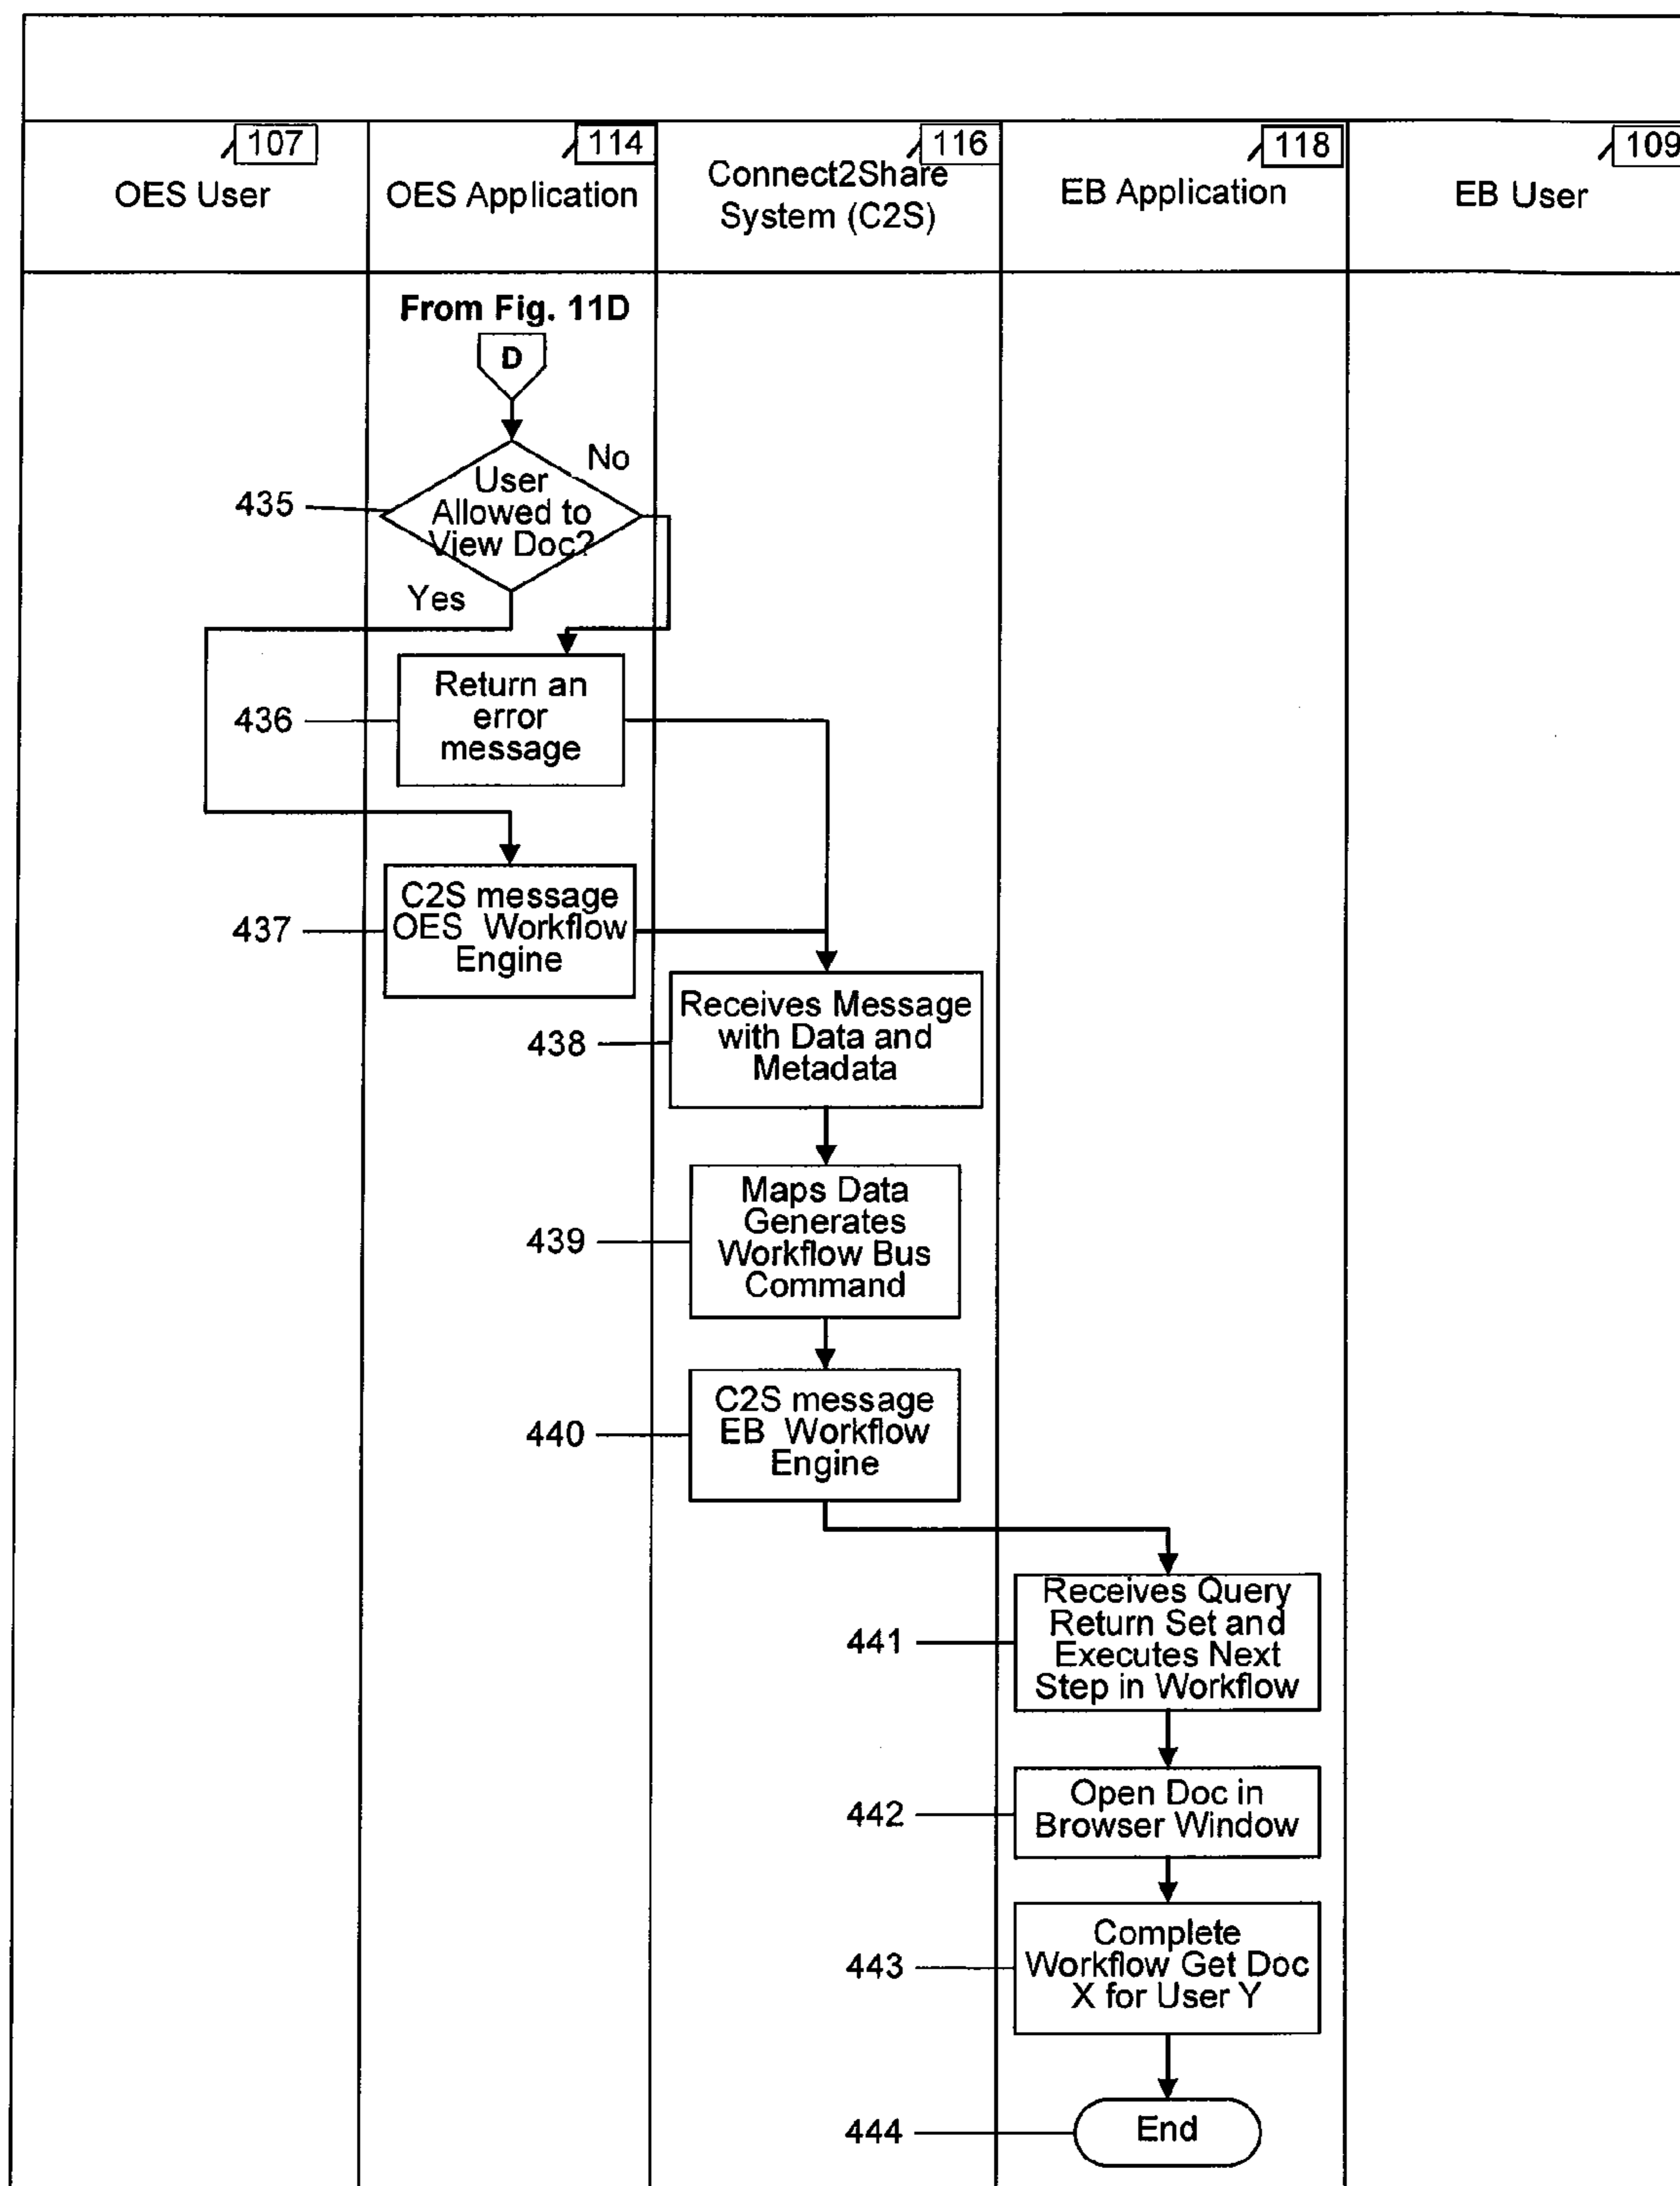 107
OES User
114
OES Application
116
Connect2Share
System (C2S)
118
EB Application
109
EB User
From Fig. 11D
D
No
435
User
Allowed to
View Doc?
Yes
436
Return an
error
message
437
C2S message
OES Workflow
Engine
438
Receives Message
with Data and
Metadata
439
Maps Data
Generates
Workflow Bus
Command
440
C2S message
EB Workflow
Engine
441
Receives Query
Return Set and
Executes Next
Step in Workflow
442
Open Doc in
Browser Window
443
Complete
Workflow Get Doc
X for User Y
444
End